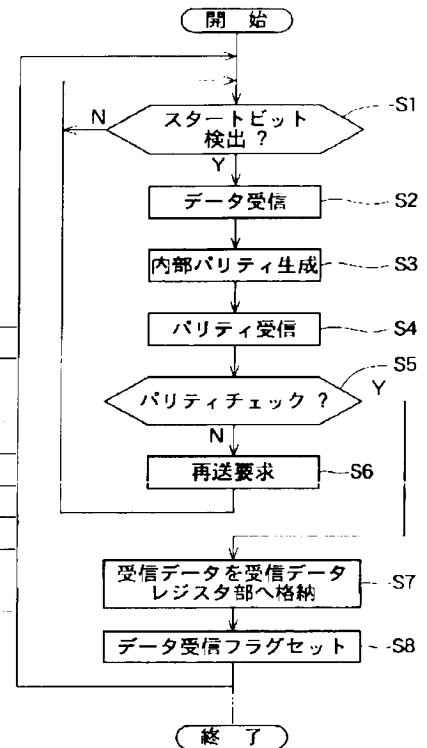 開 始
スタートビット
検出 ?
S1
N
Y
データ受信
S2
内部パリティ生成
S3
パリティ受信
S4
パリティチェック ?
S5
Y
N
再送要求
S6
受信データを受信データ
レジスタ部へ格納
S7
データ受信フラグセット
S8
終 了